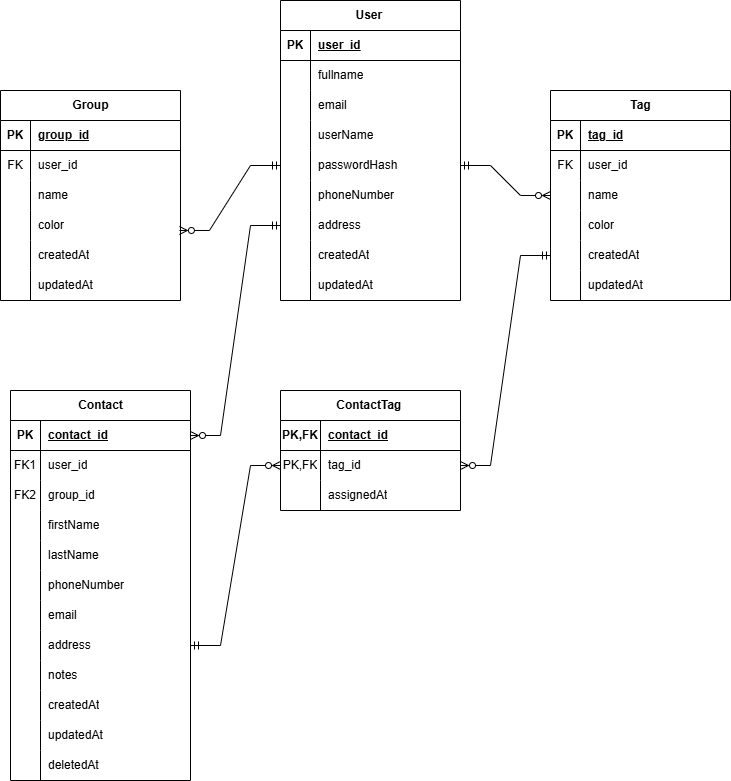 User
PK user_id
fullname
email
userName
passwordHash
phoneNumber
address
createdAt
updatedAt
Group
PK group_id
FK user_id
name
color
createdAt
updatedAt
Tag
PK tag_id
FK user_id
name
color
createdAt
updatedAt
Contact
PK contact_id
FK1 user_id
FK2 group_id
firstName
lastName
phoneNumber
email
address
notes
createdAt
updatedAt
deletedAt
ContactTag
PK,FK contact_id
PK,FK tag_id
assignedAt